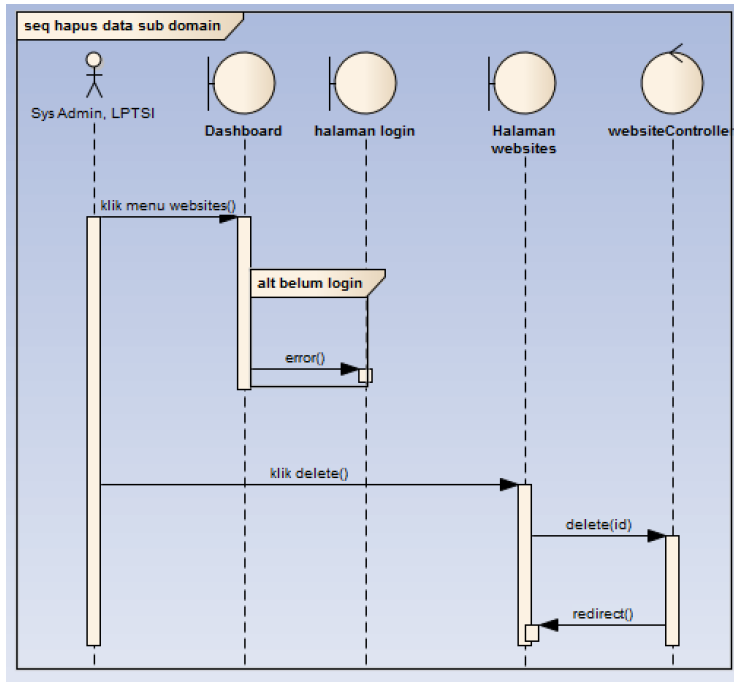 seq hapus data sub domain
Sys Admin, LPTSI
Dashboard
halaman login
Halaman
websites
websiteController
klik menu websites()
alt belum login
error()
klik delete()
delete(id)
redirect()